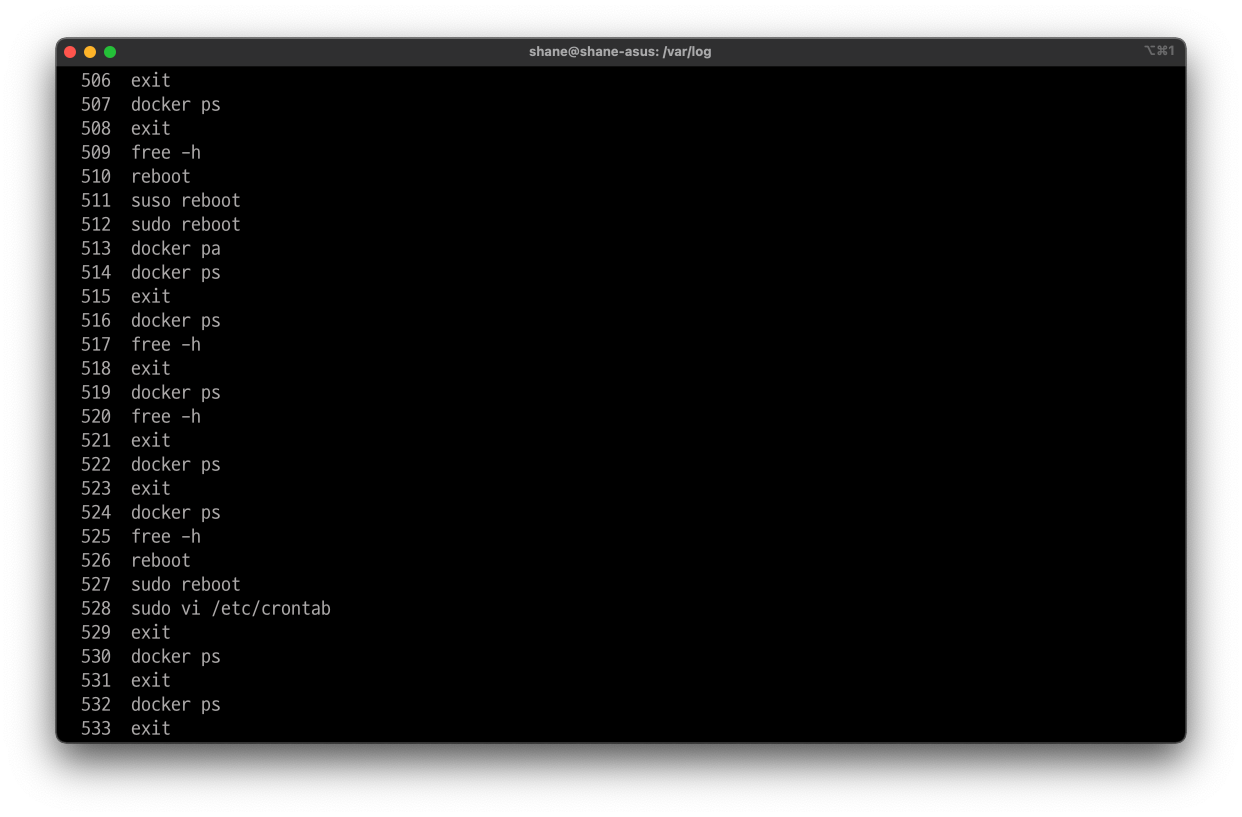 shane@shane-asus: /var/log
⌥⌘1
506 exit
507 docker ps
508 exit
509 free -h
510 reboot
511 suso reboot
512 sudo reboot
513 docker pa
514 docker ps
515 exit
516 docker ps
517 free -h
518 exit
519 docker ps
520 free -h
521 exit
522 docker ps
523 exit
524 docker ps
525 free -h
526 reboot
527 sudo reboot
528 sudo vi /etc/crontab
529 exit
530 docker ps
531 exit
532 docker ps
533 exit